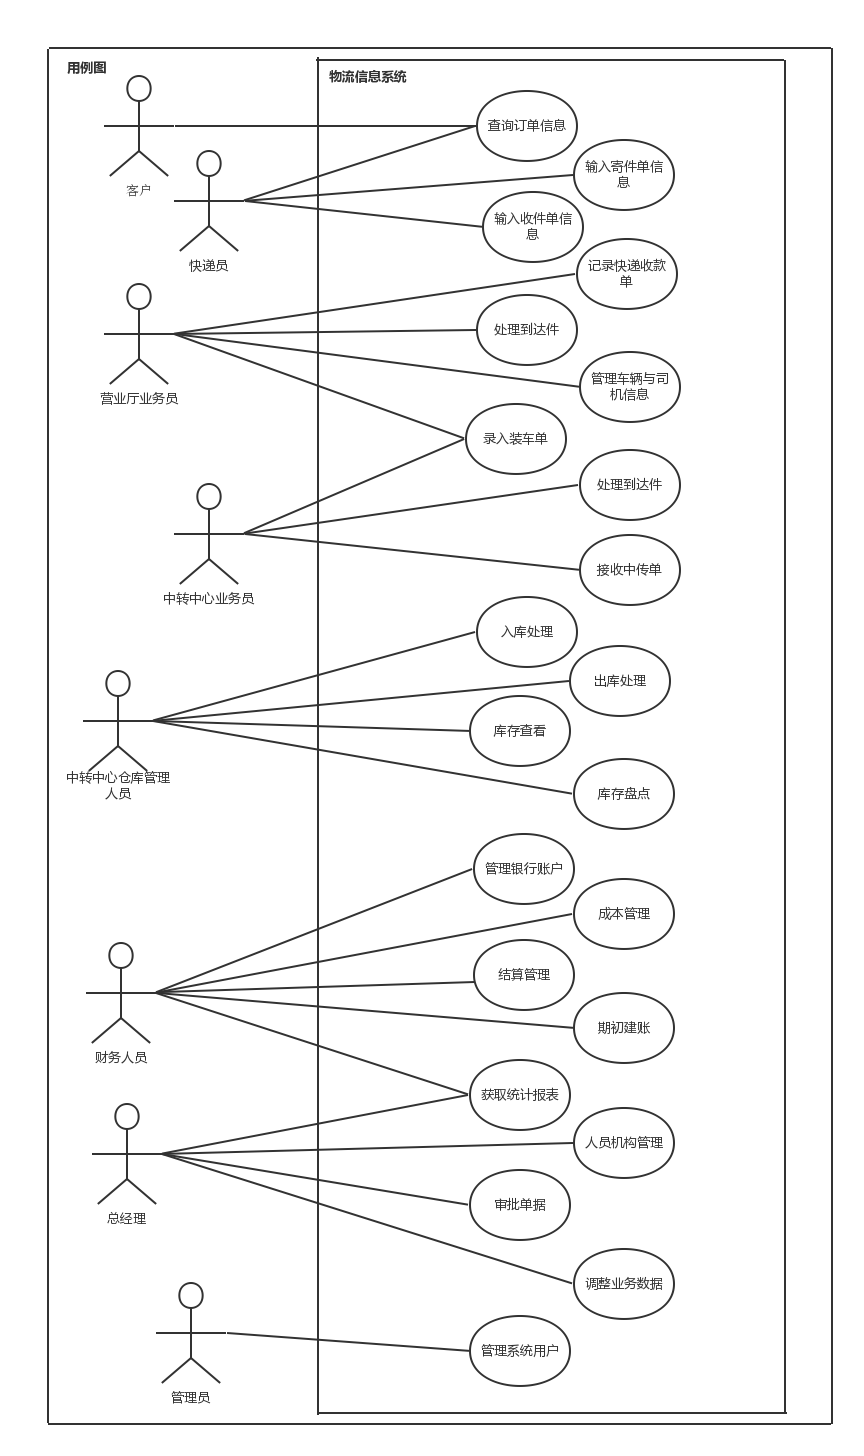 用例图
物流信息系统
查询订单信息
客户
输入寄件单信
息
快递员
输入收件单信
息
记录快递收款
单
处理到达件
营业厅业务员
管理车辆与司
机信息
录入装车单
处理到达件
中转中心业务员
接收中传单
入库处理
出库处理
库存查看
中转中心仓库管理
人员
库存盘点
管理银行账户
成本管理
结算管理
期初建账
财务人员
获取统计报表
人员机构管理
审批单据
总经理
调整业务数据
管理系统用户
管理员